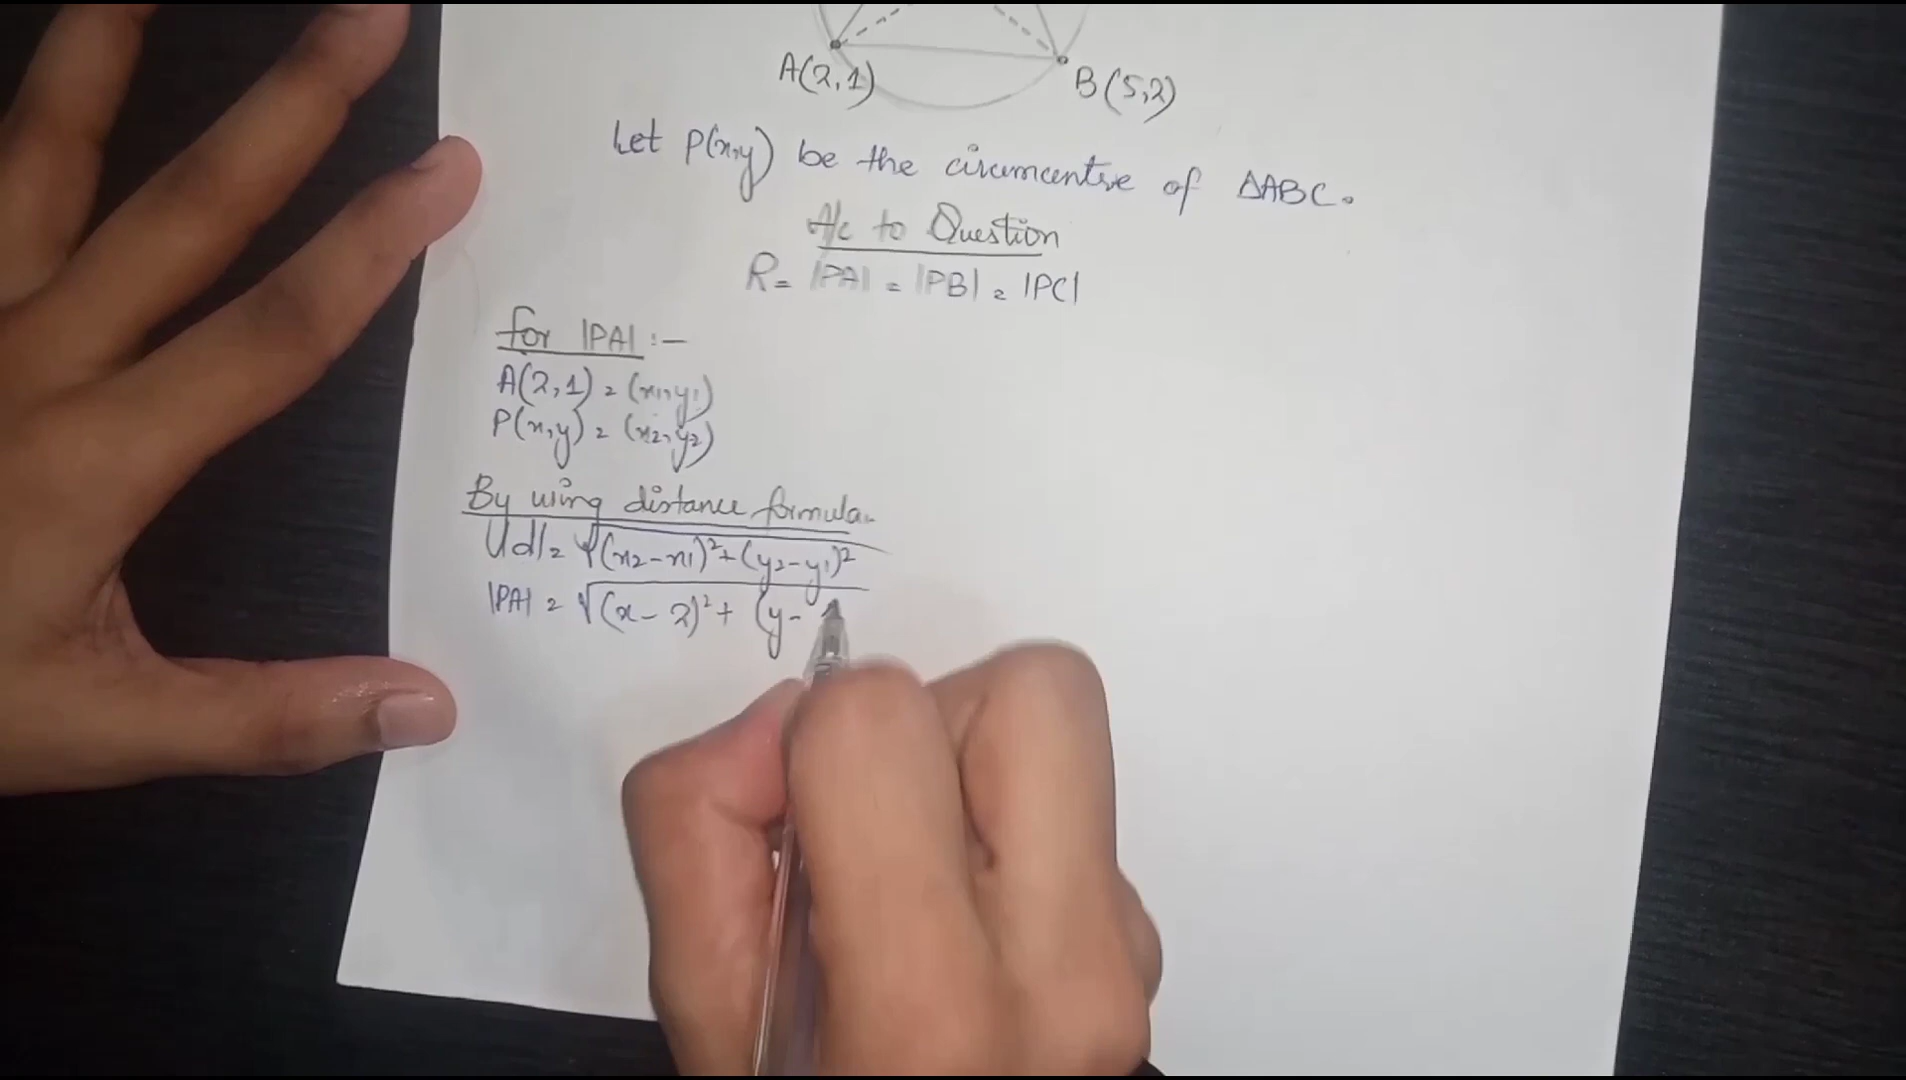 A(2,1)
B(5,2)
Let P(x,y) be the circumcentre of ΔABC.
A/c to Question
R = |PA| = |PB| = |PC|
for |PA| :-
A(2,1) = (x1,y1)
P(x,y) = (x2,y2)
By using distance formula.
|d| = √(x2-x1)²+(y2-y1)²
|PA| = √(x-2)²+ (y-